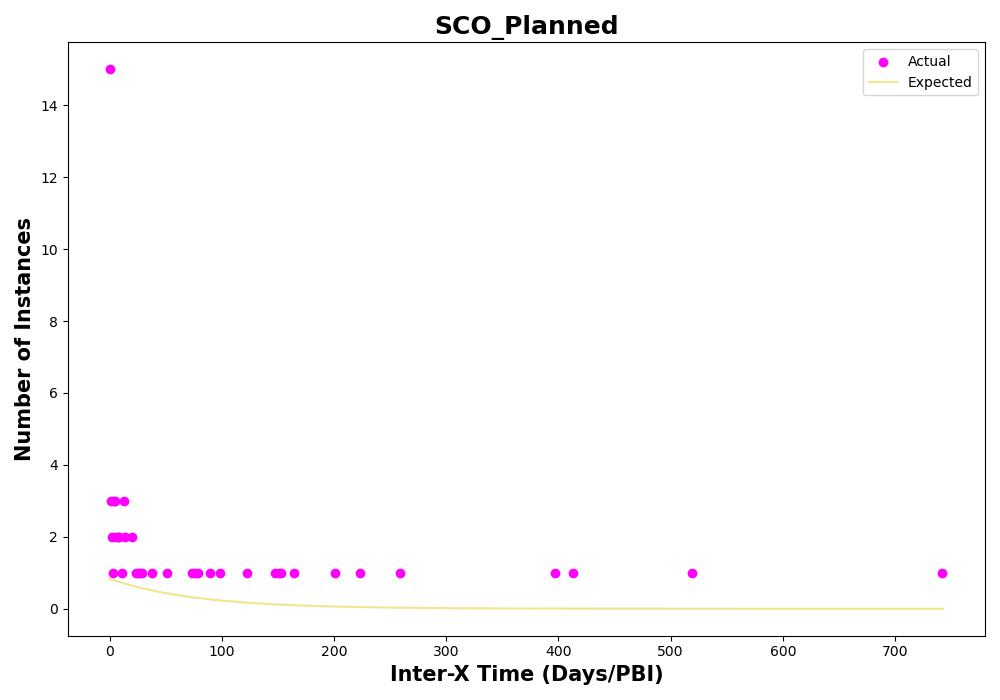 SCO_Planned
Actual
Expected
Number of Instances
14
12
10
8
6
4
2
0
0 100 200 300 400 500 600 700
Inter-X Time (Days/PBI)